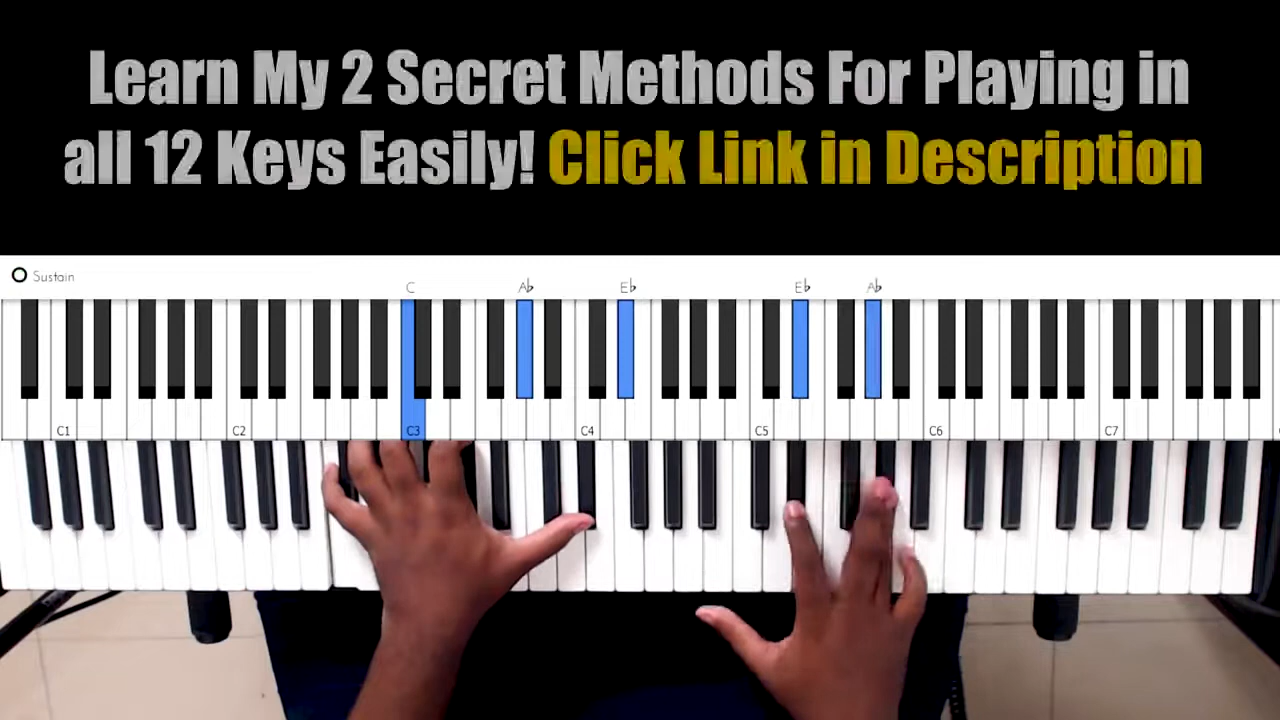 Learn My 2 Secret Methods For Playing in
all 12 Keys Easily! Click Link in Description
Sustain
C A♭ E♭ E♭ A♭
C1 C2 C3 C4 C5 C6 C7